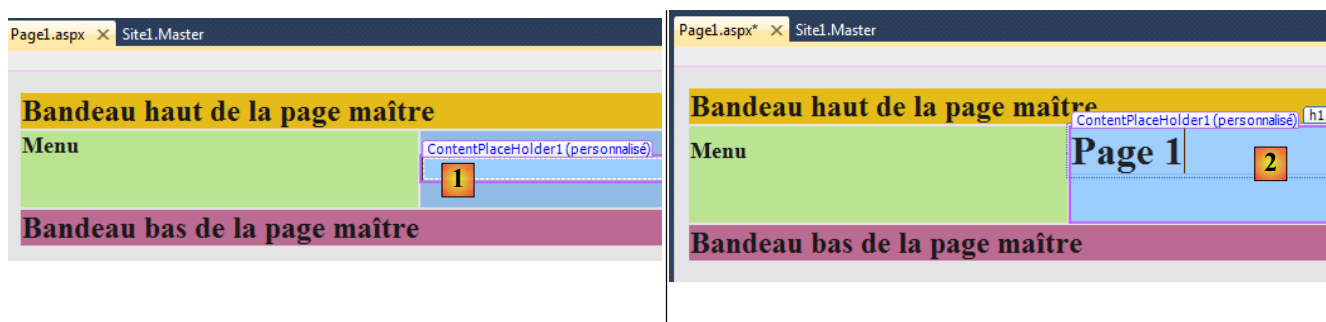 Page1.aspx × Site1.Master
Bandeau haut de la page maître
Menu
ContentPlaceHolder1 (personnalisé)
1
Bandeau bas de la page maître
Page1.aspx* × Site1.Master
Bandeau haut de la page maître
ContentPlaceHolder1 (personnalisé) h1
Menu
Page 1
2
Bandeau bas de la page maître